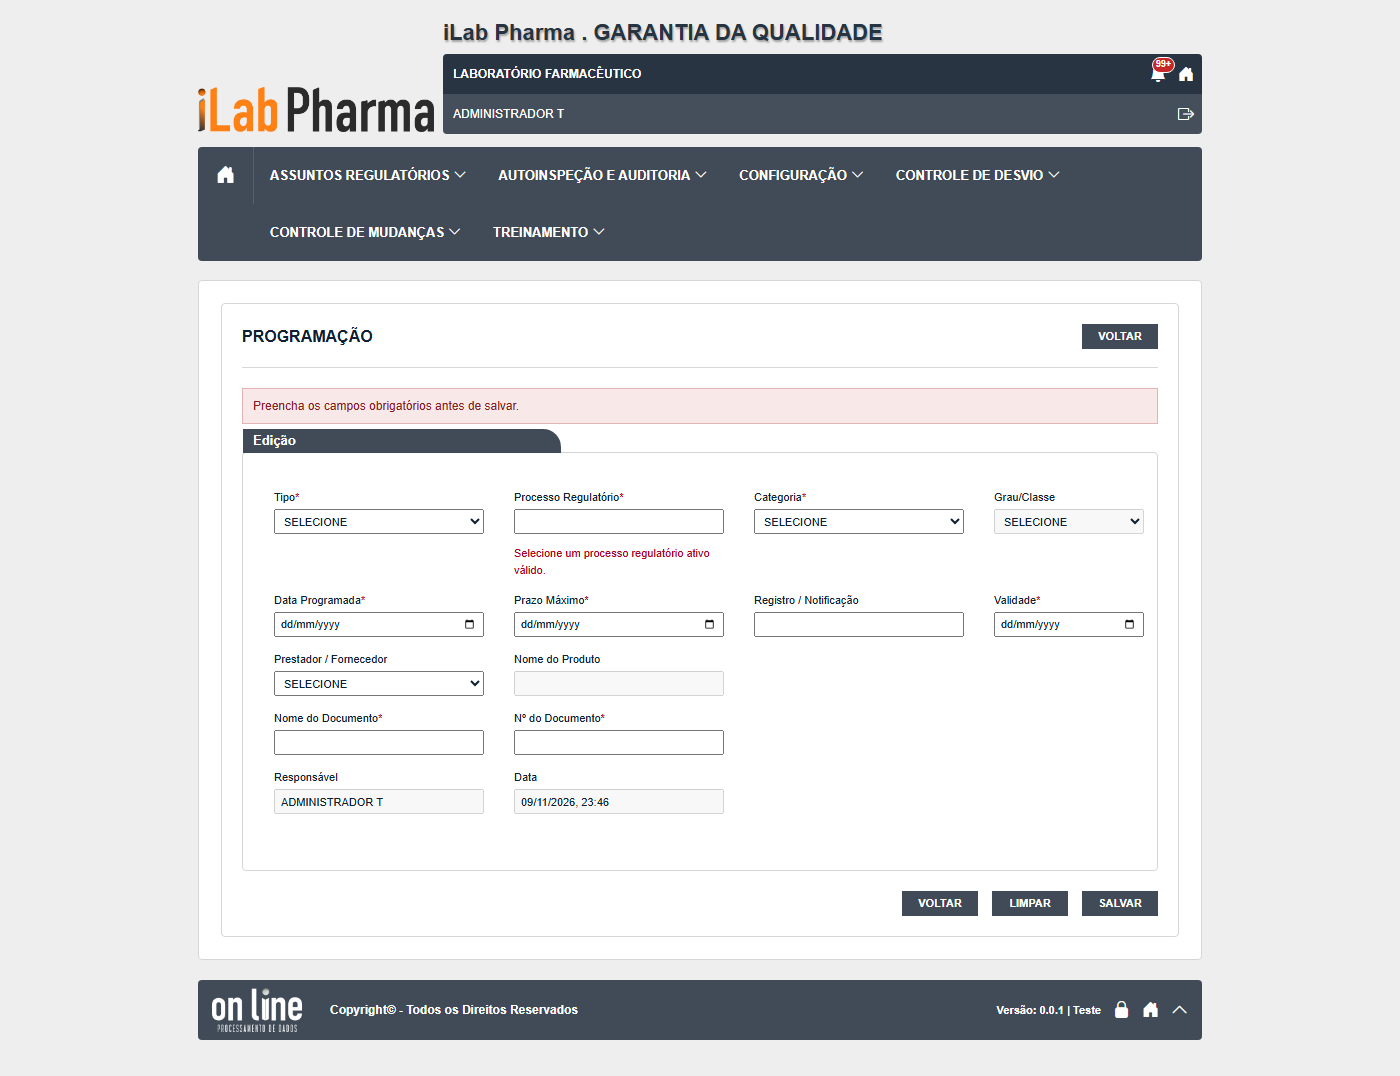 iLab Pharma . GARANTIA DA QUALIDADE
iLab Pharma
LABORATÓRIO FARMACÊUTICO
99+
ADMINISTRADOR T
ASSUNTOS REGULATÓRIOS
AUTOINSPEÇÃO E AUDITORIA
CONFIGURAÇÃO
CONTROLE DE DESVIO
CONTROLE DE MUDANÇAS
TREINAMENTO
PROGRAMAÇÃO
VOLTAR
Preencha os campos obrigatórios antes de salvar.
Edição
Tipo*
Processo Regulatório*
Categoria*
Grau/Classe
SELECIONE
SELECIONE
SELECIONE
Selecione um processo regulatório ativo
válido.
Data Programada*
Prazo Máximo*
Registro / Notificação
Validade*
dd/mm/yyyy
dd/mm/yyyy
dd/mm/yyyy
Prestador / Fornecedor
Nome do Produto
SELECIONE
Nome do Documento*
Nº do Documento*
Responsável
Data
ADMINISTRADOR T
09/11/2026, 23:46
VOLTAR
LIMPAR
SALVAR
on line
PROCESSAMENTO DE DADOS
Copyright© - Todos os Direitos Reservados
Versão: 0.0.1 | Teste